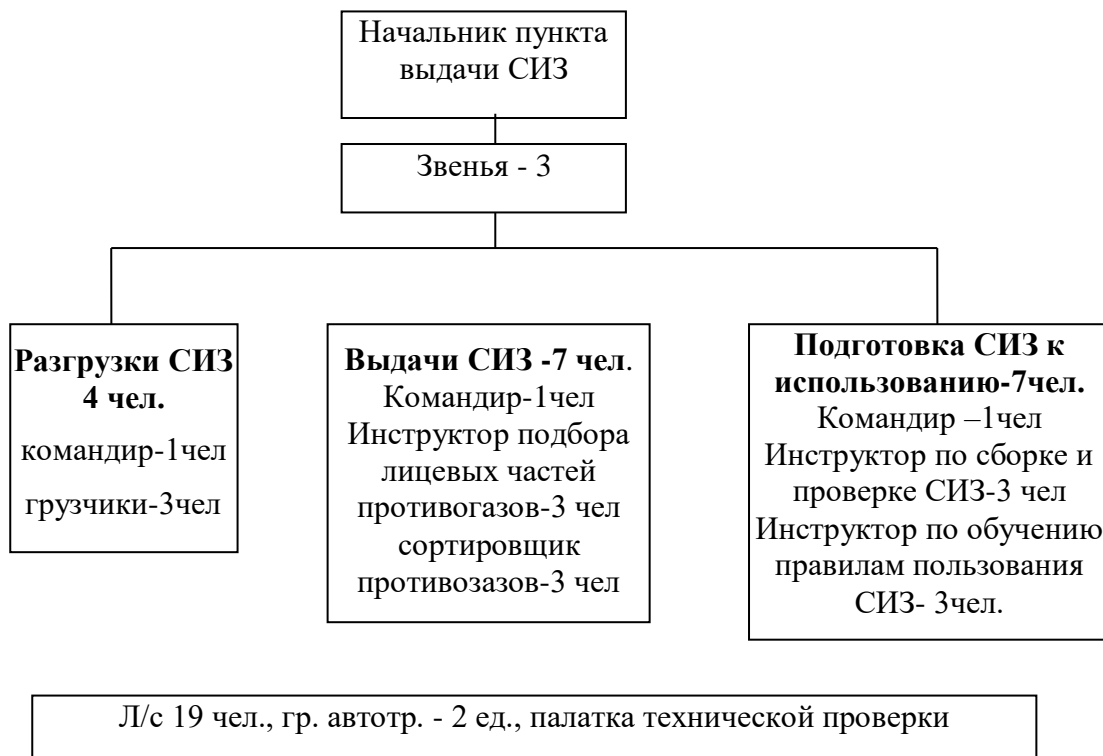 Начальник пункта
выдачи СИЗ
Звенья - 3
Разгрузки СИЗ
4 чел.
командир-1чел
грузчики-3чел
Выдачи СИЗ -7 чел.
Командир-1чел
Инструктор подбора
лицевых частей
противогазов-3 чел
сортировщик
противозазов-3 чел
Подготовка СИЗ к
использованию-7чел.
Командир –1чел
Инструктор по сборке и
проверке СИЗ-3 чел
Инструктор по обучению
правилам пользования
СИЗ- 3чел.
Л/с 19 чел., гр. автотр. - 2 ед., палатка технической проверки